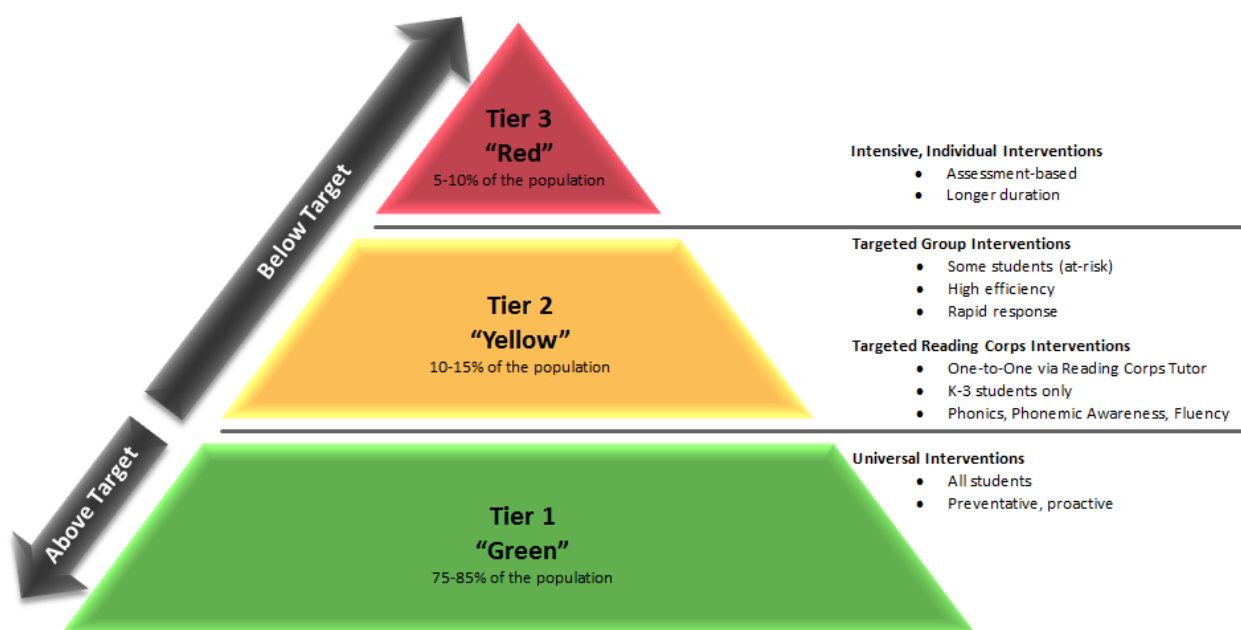 Below Target
Above Target
Tier 3
“Red”
5-10% of the population
Tier 2
“Yellow”
10-15% of the population
Tier 1
“Green”
75-85% of the population
Intensive, Individual Interventions
• Assessment-based
• Longer duration
Targeted Group Interventions
• Some students (at-risk)
• High efficiency
• Rapid response
Targeted Reading Corps Interventions
• One-to-One via Reading Corps Tutor
• K-3 students only
• Phonics, Phonemic Awareness, Fluency
Universal Interventions
• All students
• Preventative, proactive